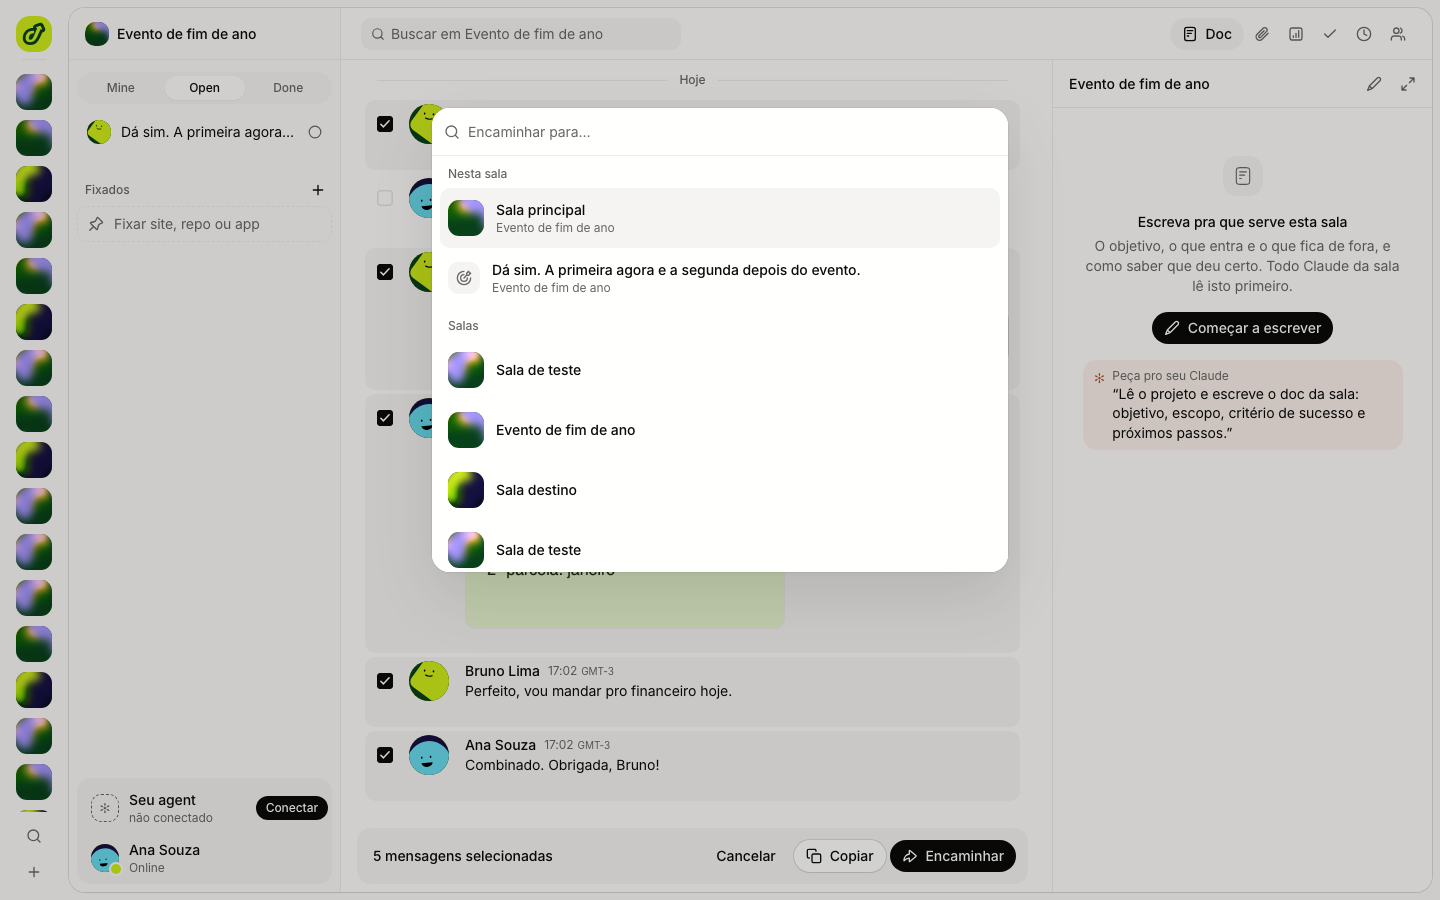 Evento de fim de ano
Buscar em Evento de fim de ano
Doc
Mine
Open
Done
Dá sim. A primeira agora...
Fixados
Fixar site, repo ou app
Seu agent
não conectado
Conectar
Ana Souza
Online
Hoje
Encaminhar para...
Nesta sala
Sala principal
Evento de fim de ano
Dá sim. A primeira agora e a segunda depois do evento.
Evento de fim de ano
Salas
Sala de teste
Evento de fim de ano
Sala destino
Sala de teste
Bruno Lima 17:02 GMT-3
Perfeito, vou mandar pro financeiro hoje.
Ana Souza 17:02 GMT-3
Combinado. Obrigada, Bruno!
5 mensagens selecionadas
Cancelar
Copiar
Encaminhar
Evento de fim de ano
Escreva pra que serve esta sala
O objetivo, o que entra e o que fica de fora, e
como saber que deu certo. Todo Claude da sala
lê isto primeiro.
Começar a escrever
Peça pro seu Claude
“Lê o projeto e escreve o doc da sala:
objetivo, escopo, critério de sucesso e
próximos passos.”